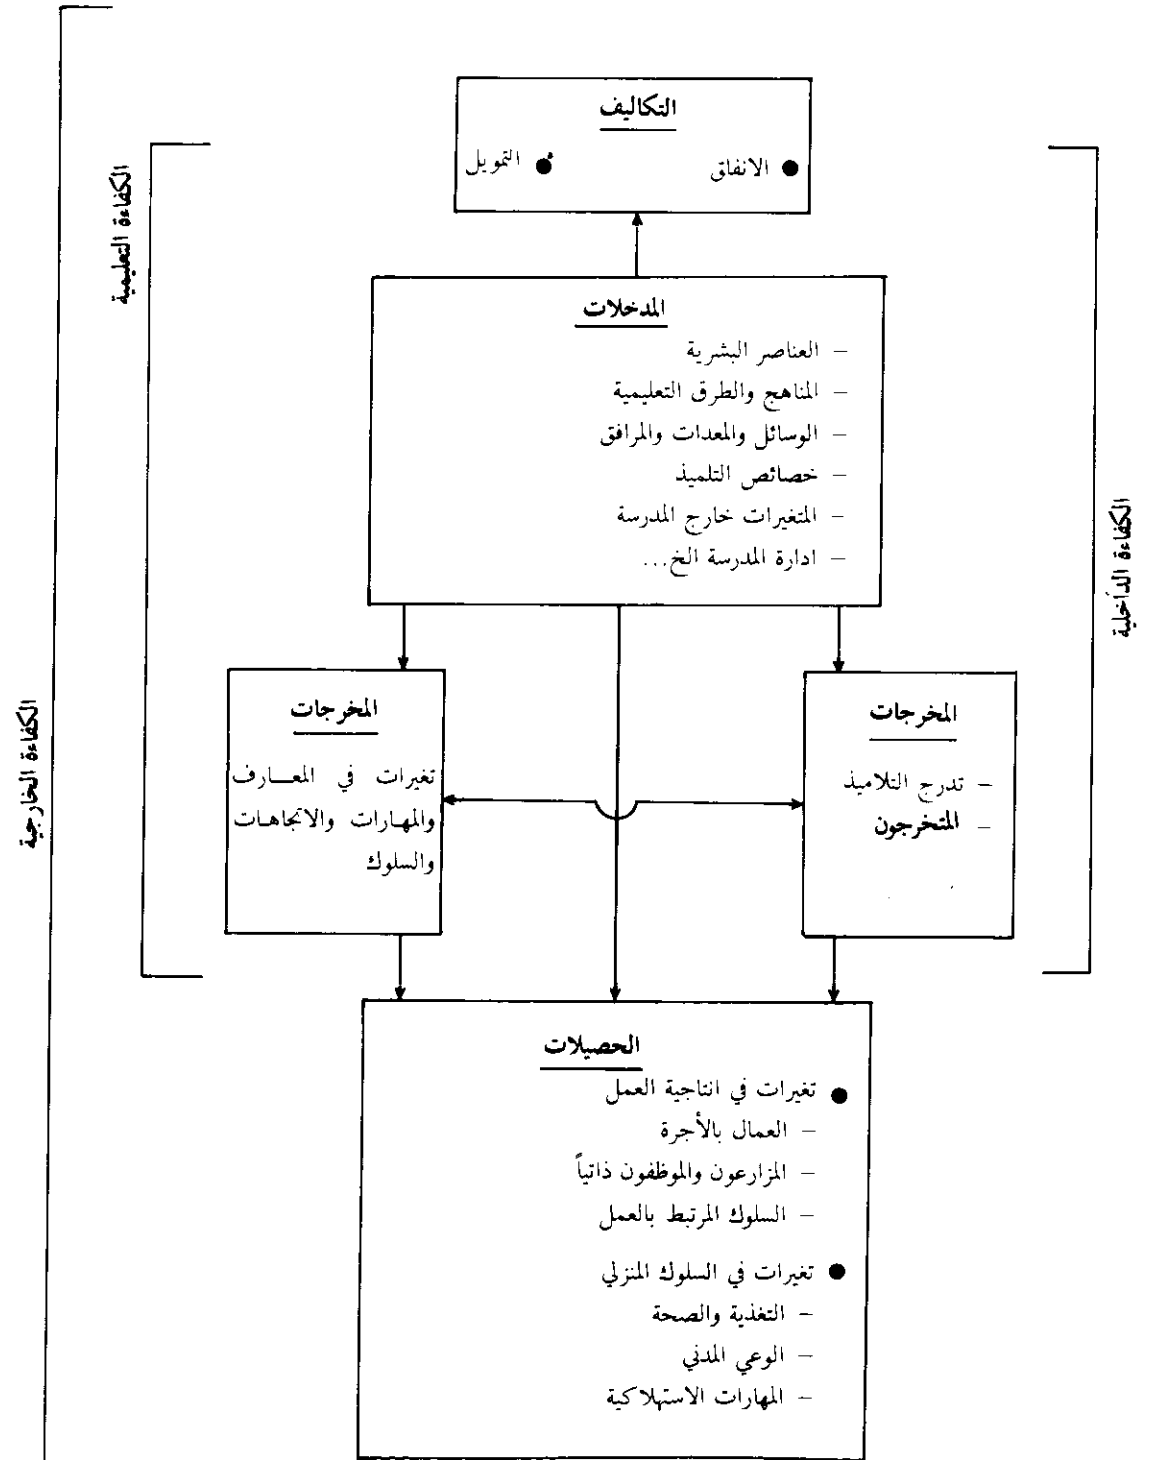 التكاليف
● الانفاق ● التمويل
الكفاءة التعليمية
المدخلات
– العناصر البشرية
– المناهج والطرق التعليمية
– الوسائل والمعدات والمرافق
– خصائص التلميذ
– المتغيرات خارج المدرسة
– ادارة المدرسة الخ...
الكفاءة الداخلية
المخرجات
– تدرج التلاميذ
– المتخرجون
المخرجات
تغيرات في المعـارف
والمهـارات والاتجاهـات
والسلوك
الكفاءة الخارجية
الحصيلات
● تغيرات في انتاجية العمل
– العمال بالأجرة
– المزارعون والموظفون ذاتياً
– السلوك المرتبط بالعمل
● تغيرات في السلوك المنزلي
– التغذية والصحة
– الوعي المدني
– المهارات الاستهلاكية